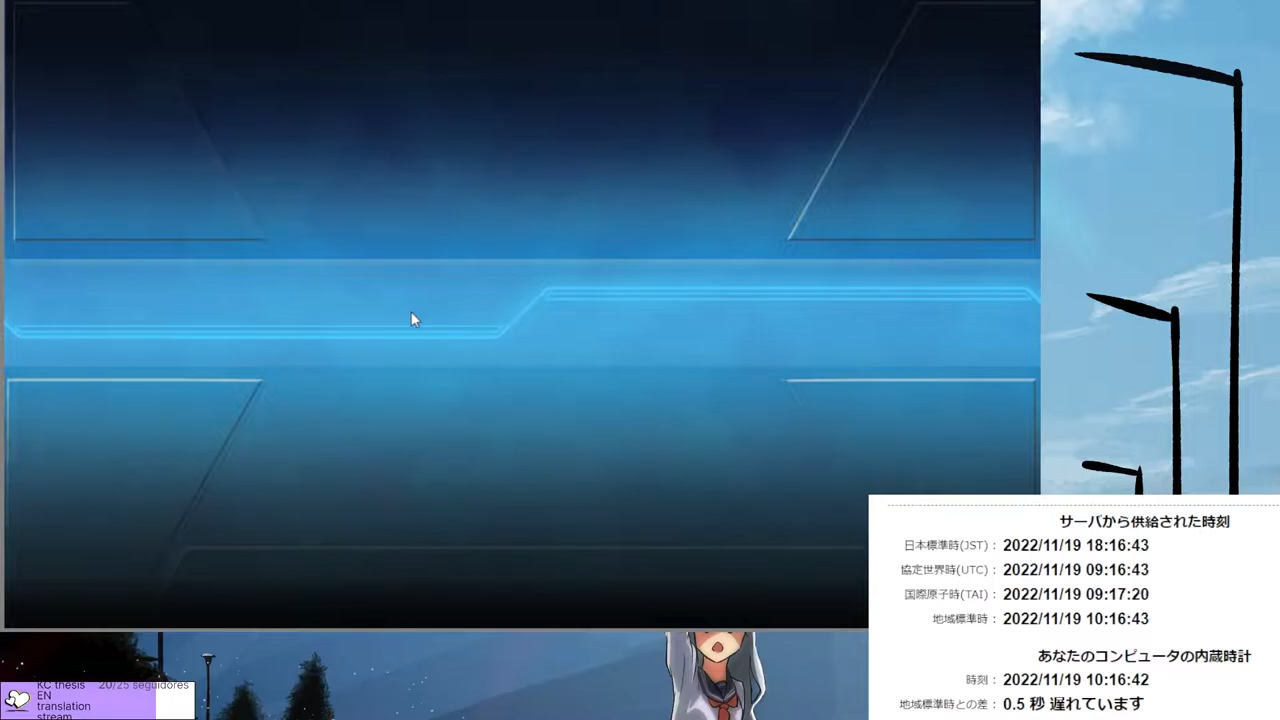 サーバから供給された時刻
日本標準時(JST)： 2022/11/19 18:16:43
協定世界時(UTC)： 2022/11/19 09:16:43
国際原子時(TAI)： 2022/11/19 09:17:20
地域標準時： 2022/11/19 10:16:43
あなたのコンピュータの内蔵時計
時刻： 2022/11/19 10:16:42
地域標準時との差： 0.5 秒 遅れています
KC thesis 20/25 seguidores
EN
translation
stream